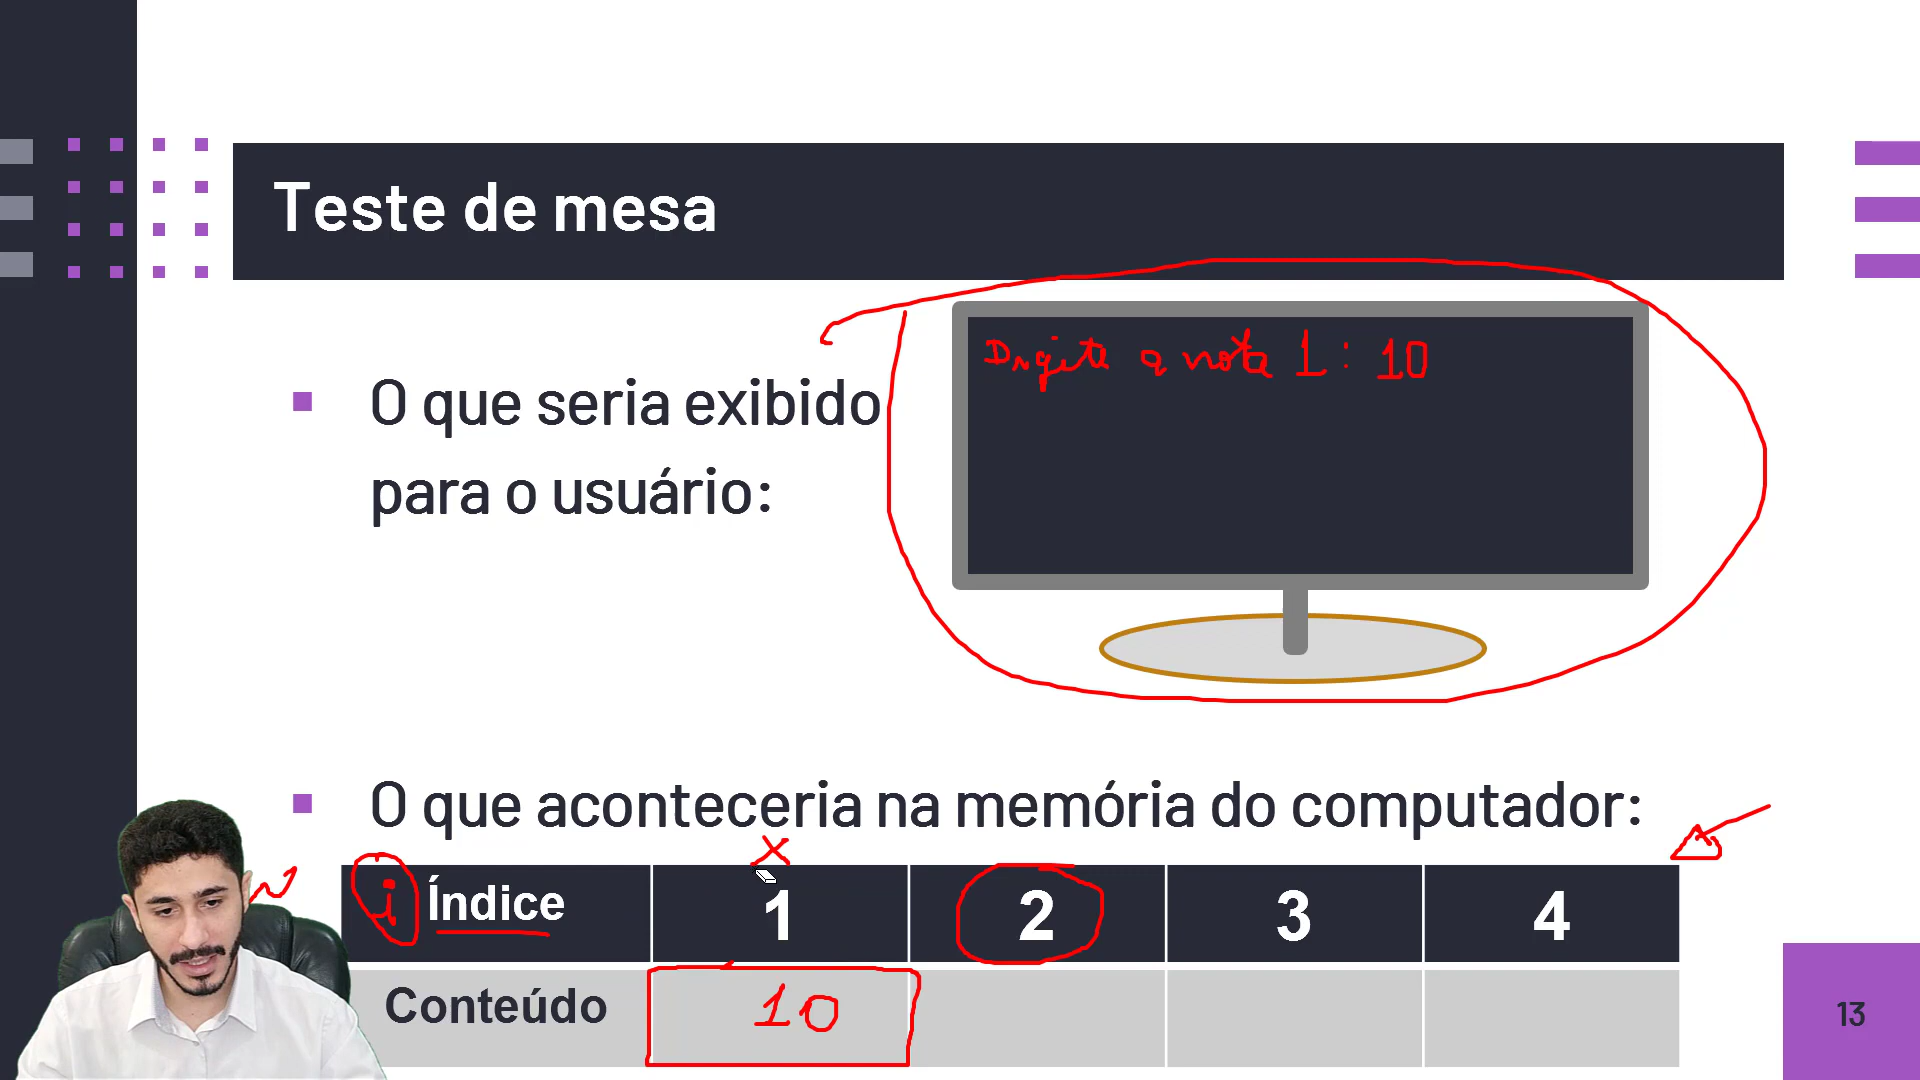 Teste de mesa
Digite a nota 1: 10
O que seria exibido
para o usuário:
O que aconteceria na memória do computador:
X
i Índice 1 2 3 4
Conteúdo 10
13